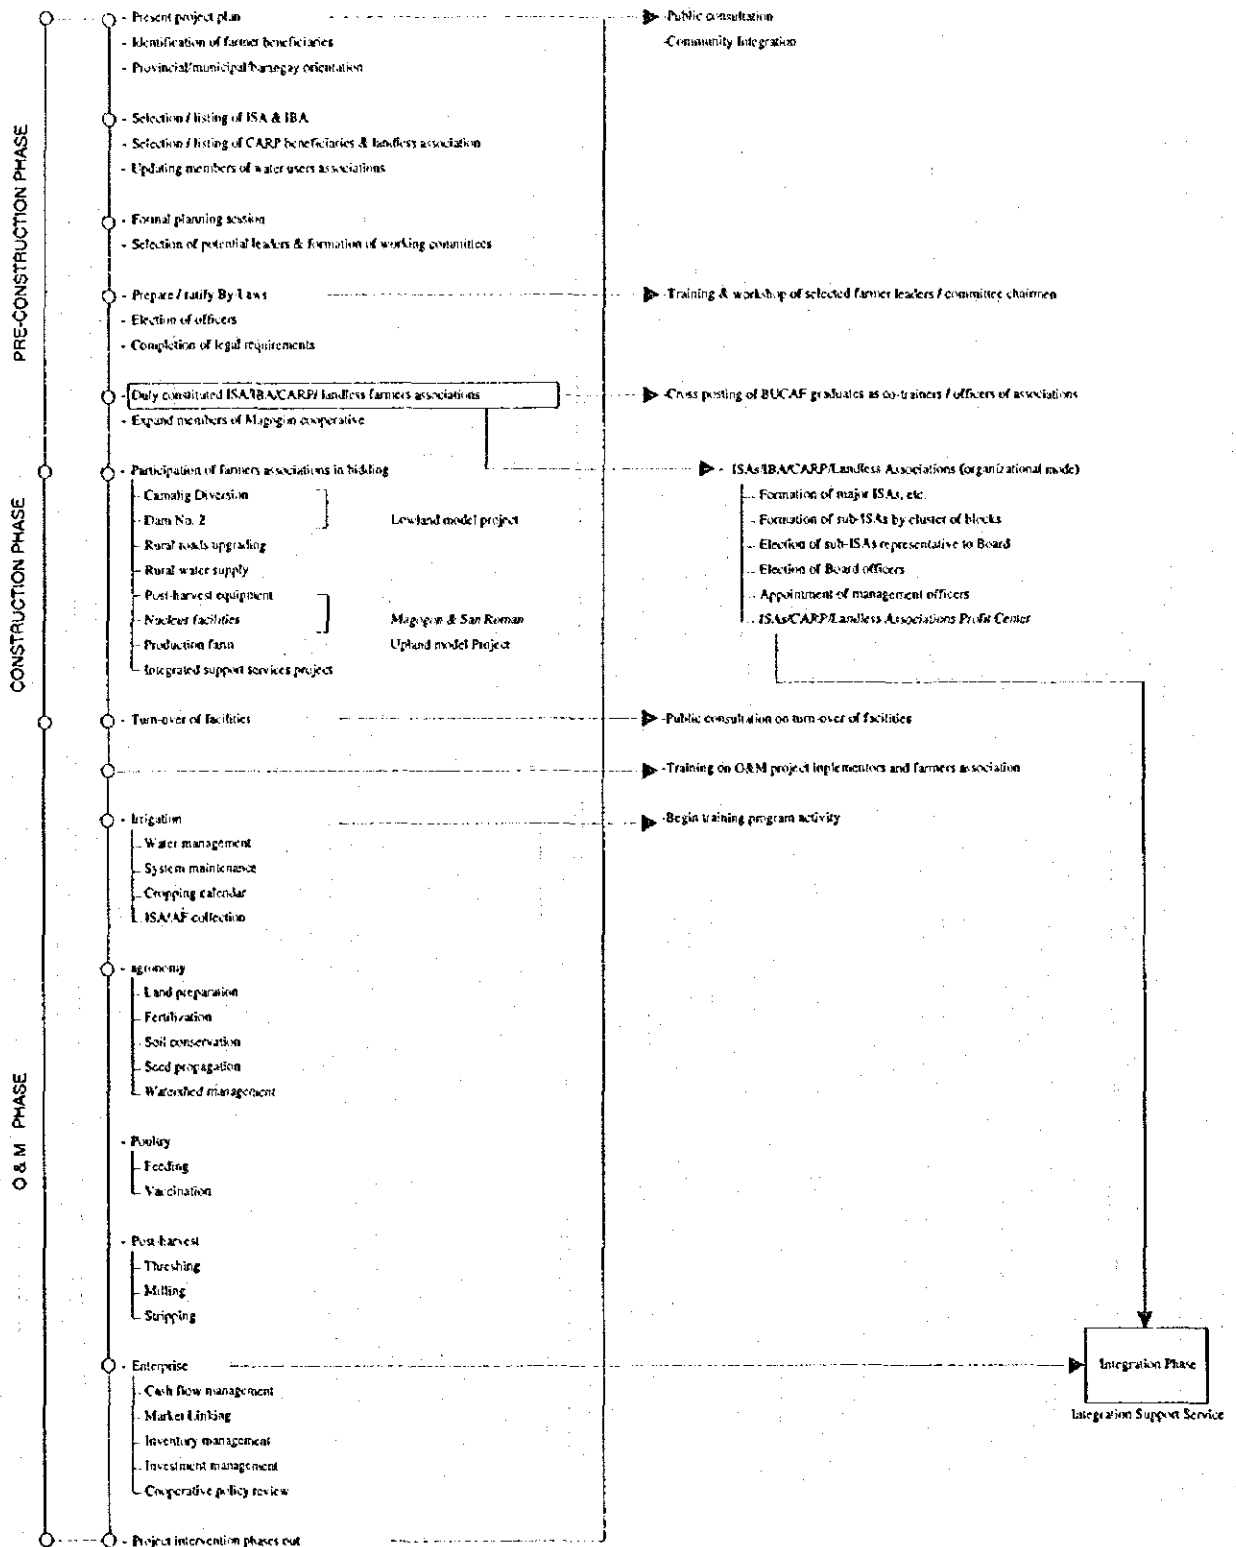 PRE-CONSTRUCTION PHASE
- Present project plan
-Public consultation
- Identification of farmer beneficiaries
-Community Integration
- Provincial/municipal/barangay orientation
- Selection / listing of ISA & IBA
- Selection / listing of CARP beneficiaries & landless association
- Updating members of water users associations
- Formal planning session
- Selection of potential leaders & formation of working committees
- Prepare / ratify By-Laws
-Training & workshop of selected farmer leaders / committee chairmen
- Election of officers
- Completion of legal requirements
- Duly constituted ISA/IBA/CARP/ landless farmers associations
-Cross posting of BUCAF graduates as co-trainers / officers of associations
- Expand members of Magogon cooperative
CONSTRUCTION PHASE
- Participation of farmers associations in bidding
- ISAs/IBA/CARP/Landless Associations (organizational mode)
- Camalig Diversion
- Formation of major ISAs, etc.
- Dam No. 2
Lowland model project
- Formation of sub-ISAs by cluster of blocks
- Rural roads upgrading
- Election of sub-ISAs representative to Board
- Rural water supply
- Election of Board officers
- Post-harvest equipment
- Appointment of management officers
- Nucleus facilities
Magogon & San Roman
- ISAs/CARP/Landless Associations Profit Center
- Production farm
Upland model Project
- Integrated support services project
O & M PHASE
- Turn-over of facilities
-Public consultation on turn-over of facilities
-Training on O&M project implementors and farmers association
- Irrigation
-Begin training program activity
- Water management
- System maintenance
- Cropping calendar
- ISA/AF collection
- agronomy
- Land preparation
- Fertilization
- Soil conservation
- Seed propagation
- Watershed management
- Poultry
- Feeding
- Vaccination
- Post-harvest
- Threshing
- Milling
- Stripping
- Enterprise
Integration Phase
- Cash flow management
- Market Linking
Integration Support Service
- Inventory management
- Investment management
- Cooperative policy review
- Project intervention phases out